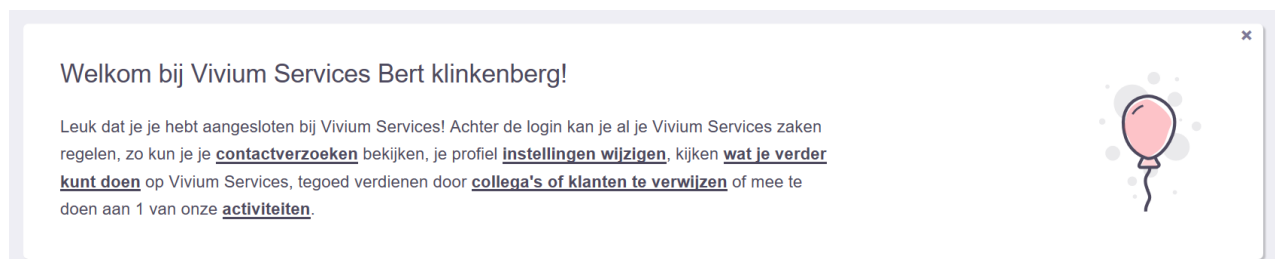 Welkom bij Vivium Services Bert klinkenberg!
Leuk dat je je hebt aangesloten bij Vivium Services! Achter de login kan je al je Vivium Services zaken
regelen, zo kun je je contactverzoeken bekijken, je profiel instellingen wijzigen, kijken wat je verder
kunt doen op Vivium Services, tegoed verdienen door collega's of klanten te verwijzen of mee te
doen aan 1 van onze activiteiten.